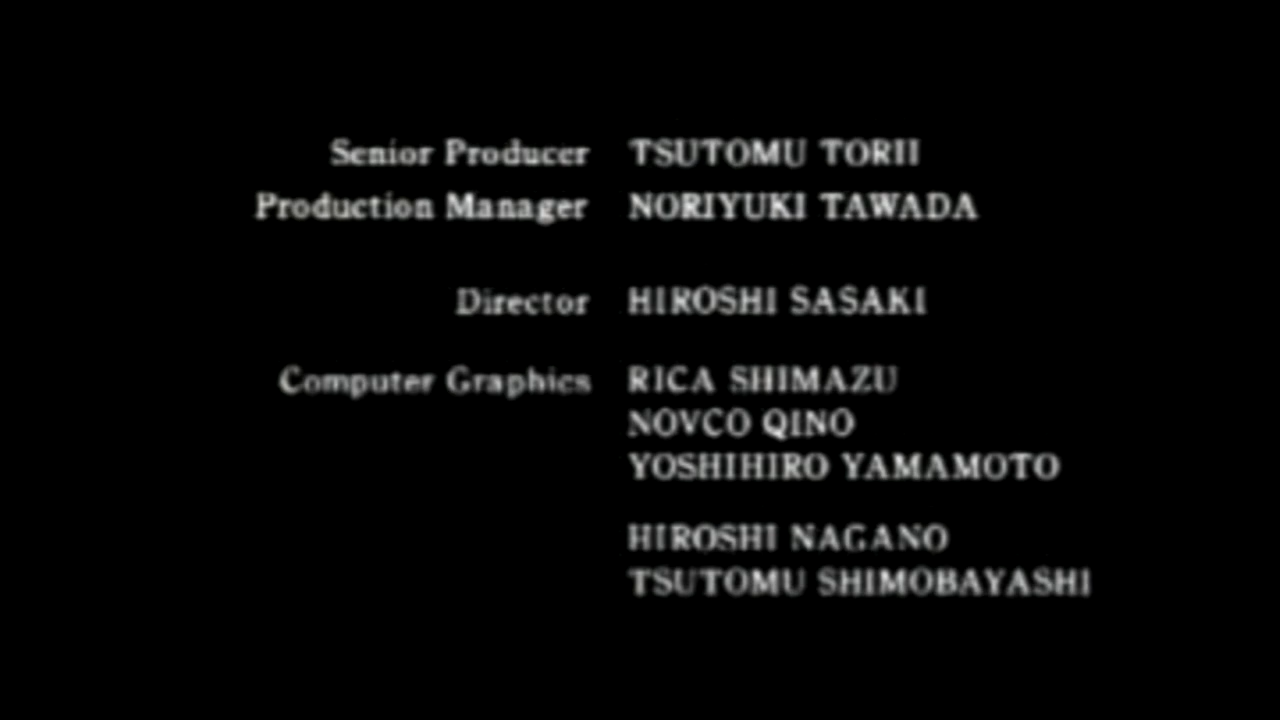 Senior Producer TSUTOMU TORII
Production Manager NORIYUKI TAWADA
Director HIROSHI SASAKI
Computer Graphics RICA SHIMAZU
NOVCO QINO
YOSHIHIRO YAMAMOTO
HIROSHI NAGANO
TSUTOMU SHIMOBAYASHI